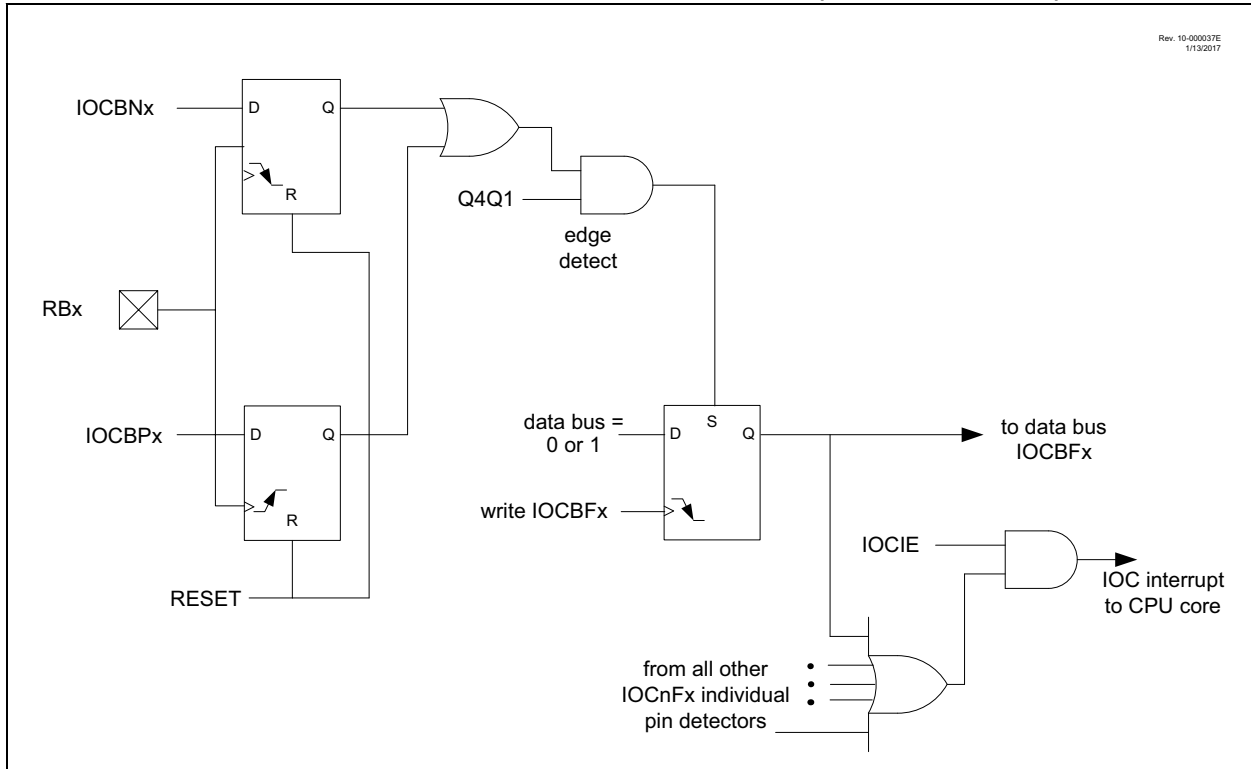 Rev. 10-000037E
1/13/2017
IOCBNx
D
Q
R
Q4Q1
edge
detect
RBx
IOCBPx
D
Q
R
RESET
data bus =
0 or 1
D
S
Q
to data bus
IOCBFx
write IOCBFx
IOCIE
IOC interrupt
to CPU core
from all other
IOCnFx individual
pin detectors